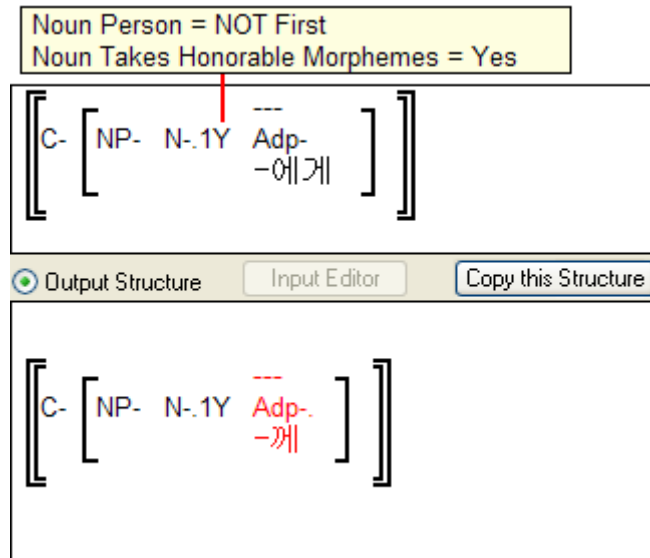 Noun Person = NOT First
Noun Takes Honorable Morphemes = Yes
---
C- NP- N-.1Y Adp-
-에게
Output Structure Input Editor Copy this Structure
---
C- NP- N-.1Y Adp-.
-께